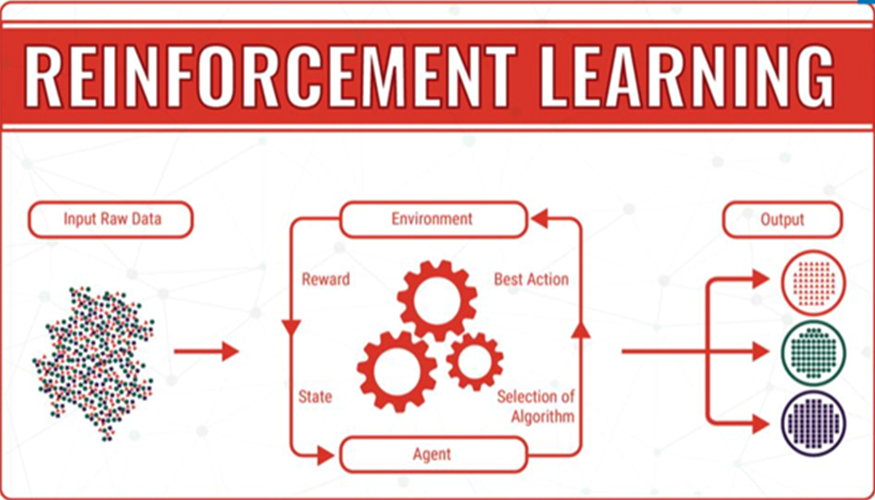 REINFORCEMENT LEARNING
Input Raw Data
Environment
Output
Reward
Best Action
State
Selection of
Algorithm
Agent